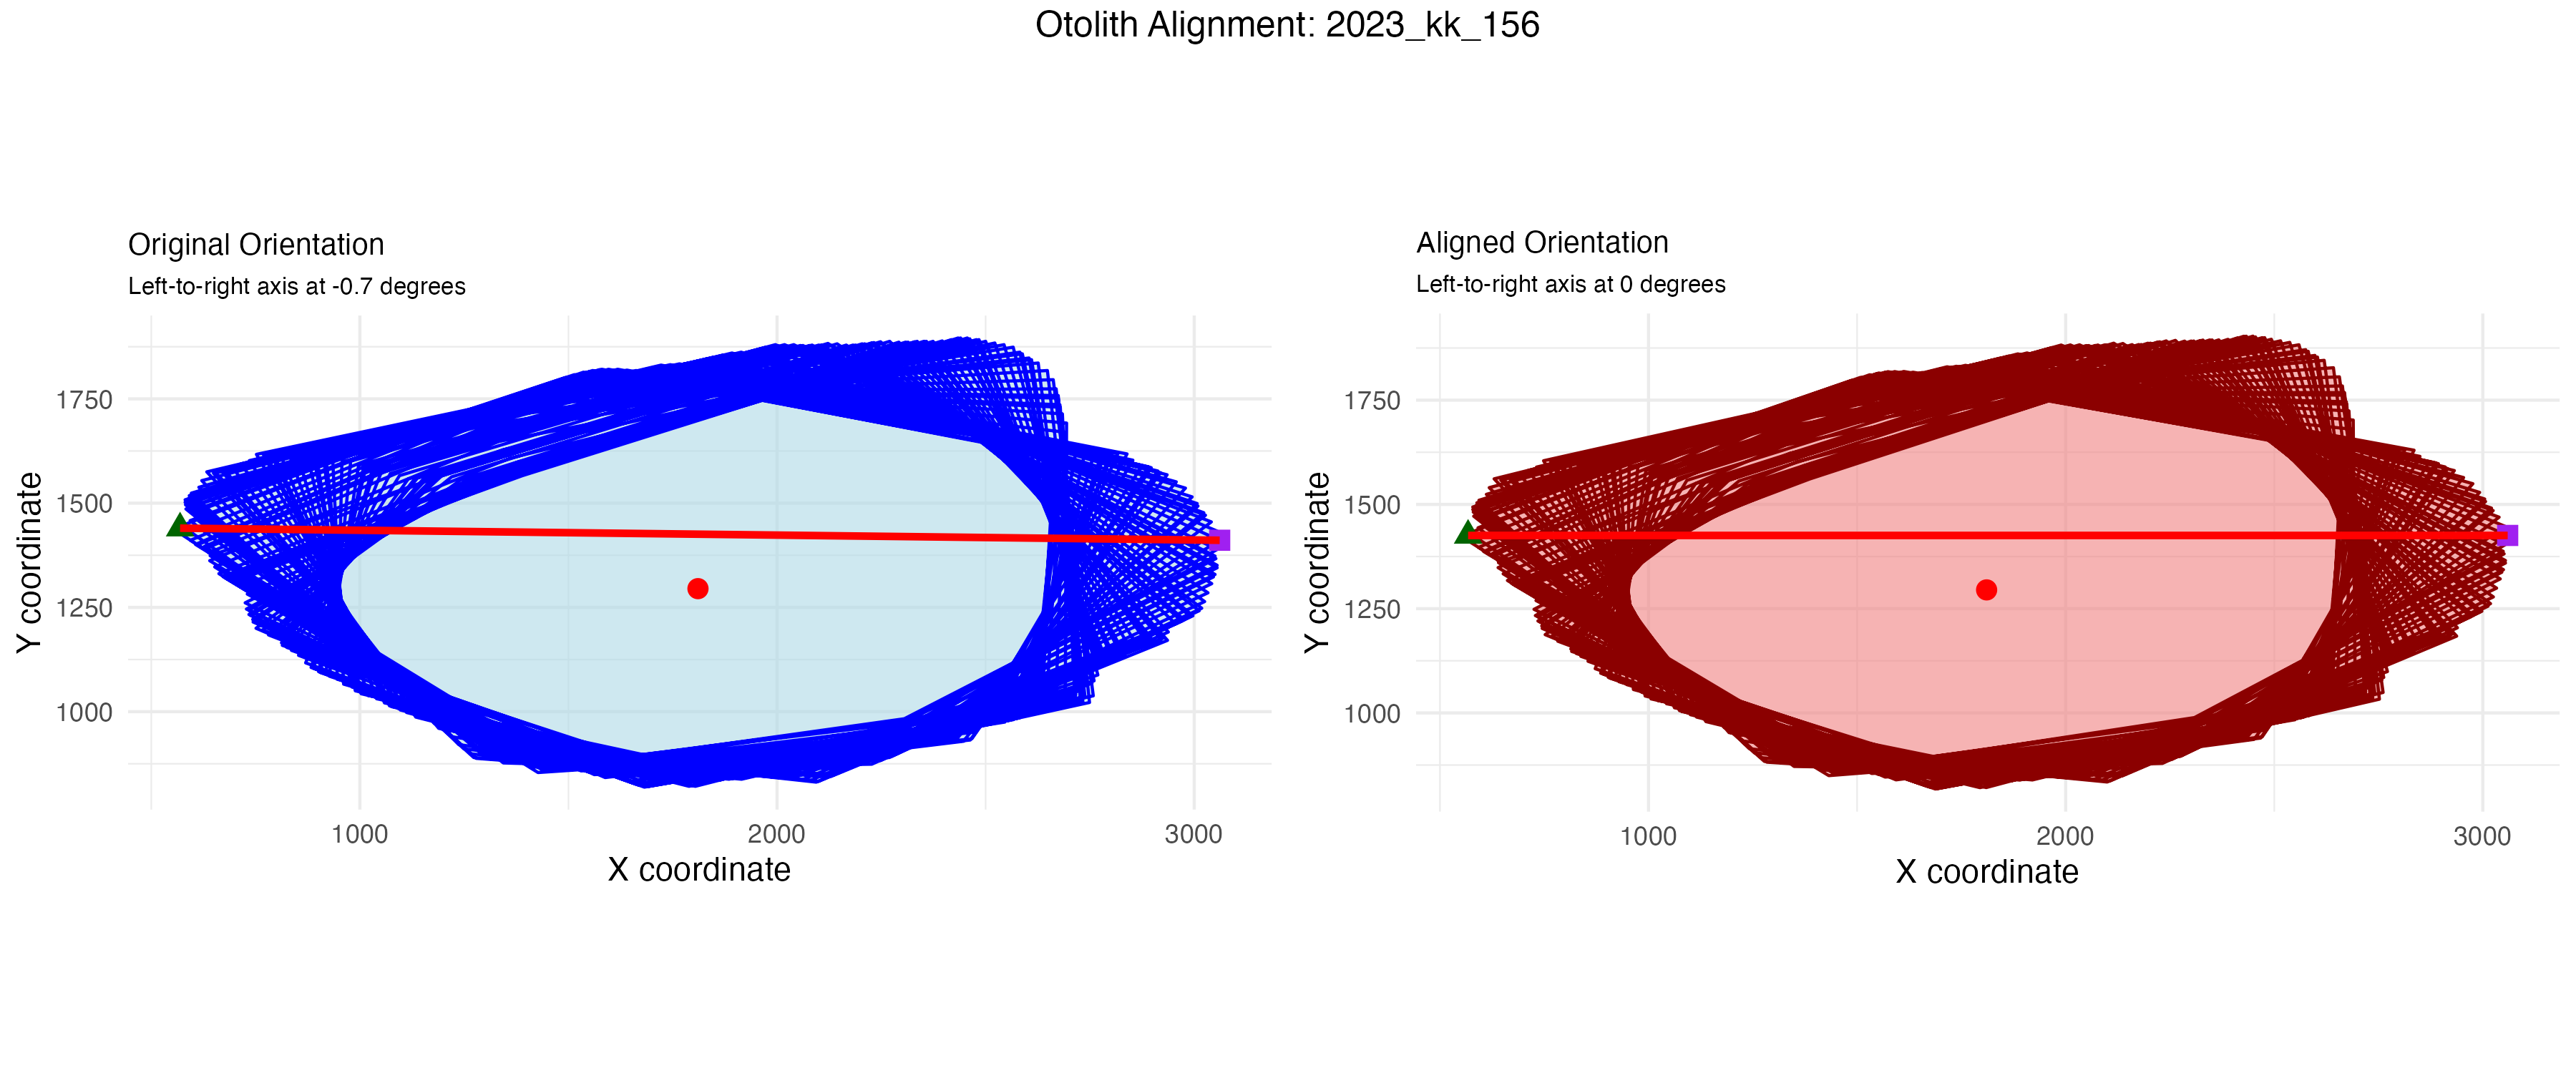 Otolith Alignment: 2023_kk_156
Original Orientation
Left-to-right axis at -0.7 degrees
1750
1500
1250
1000
Y coordinate
1000 2000 3000
X coordinate
Aligned Orientation
Left-to-right axis at 0 degrees
1750
1500
1250
1000
Y coordinate
1000 2000 3000
X coordinate